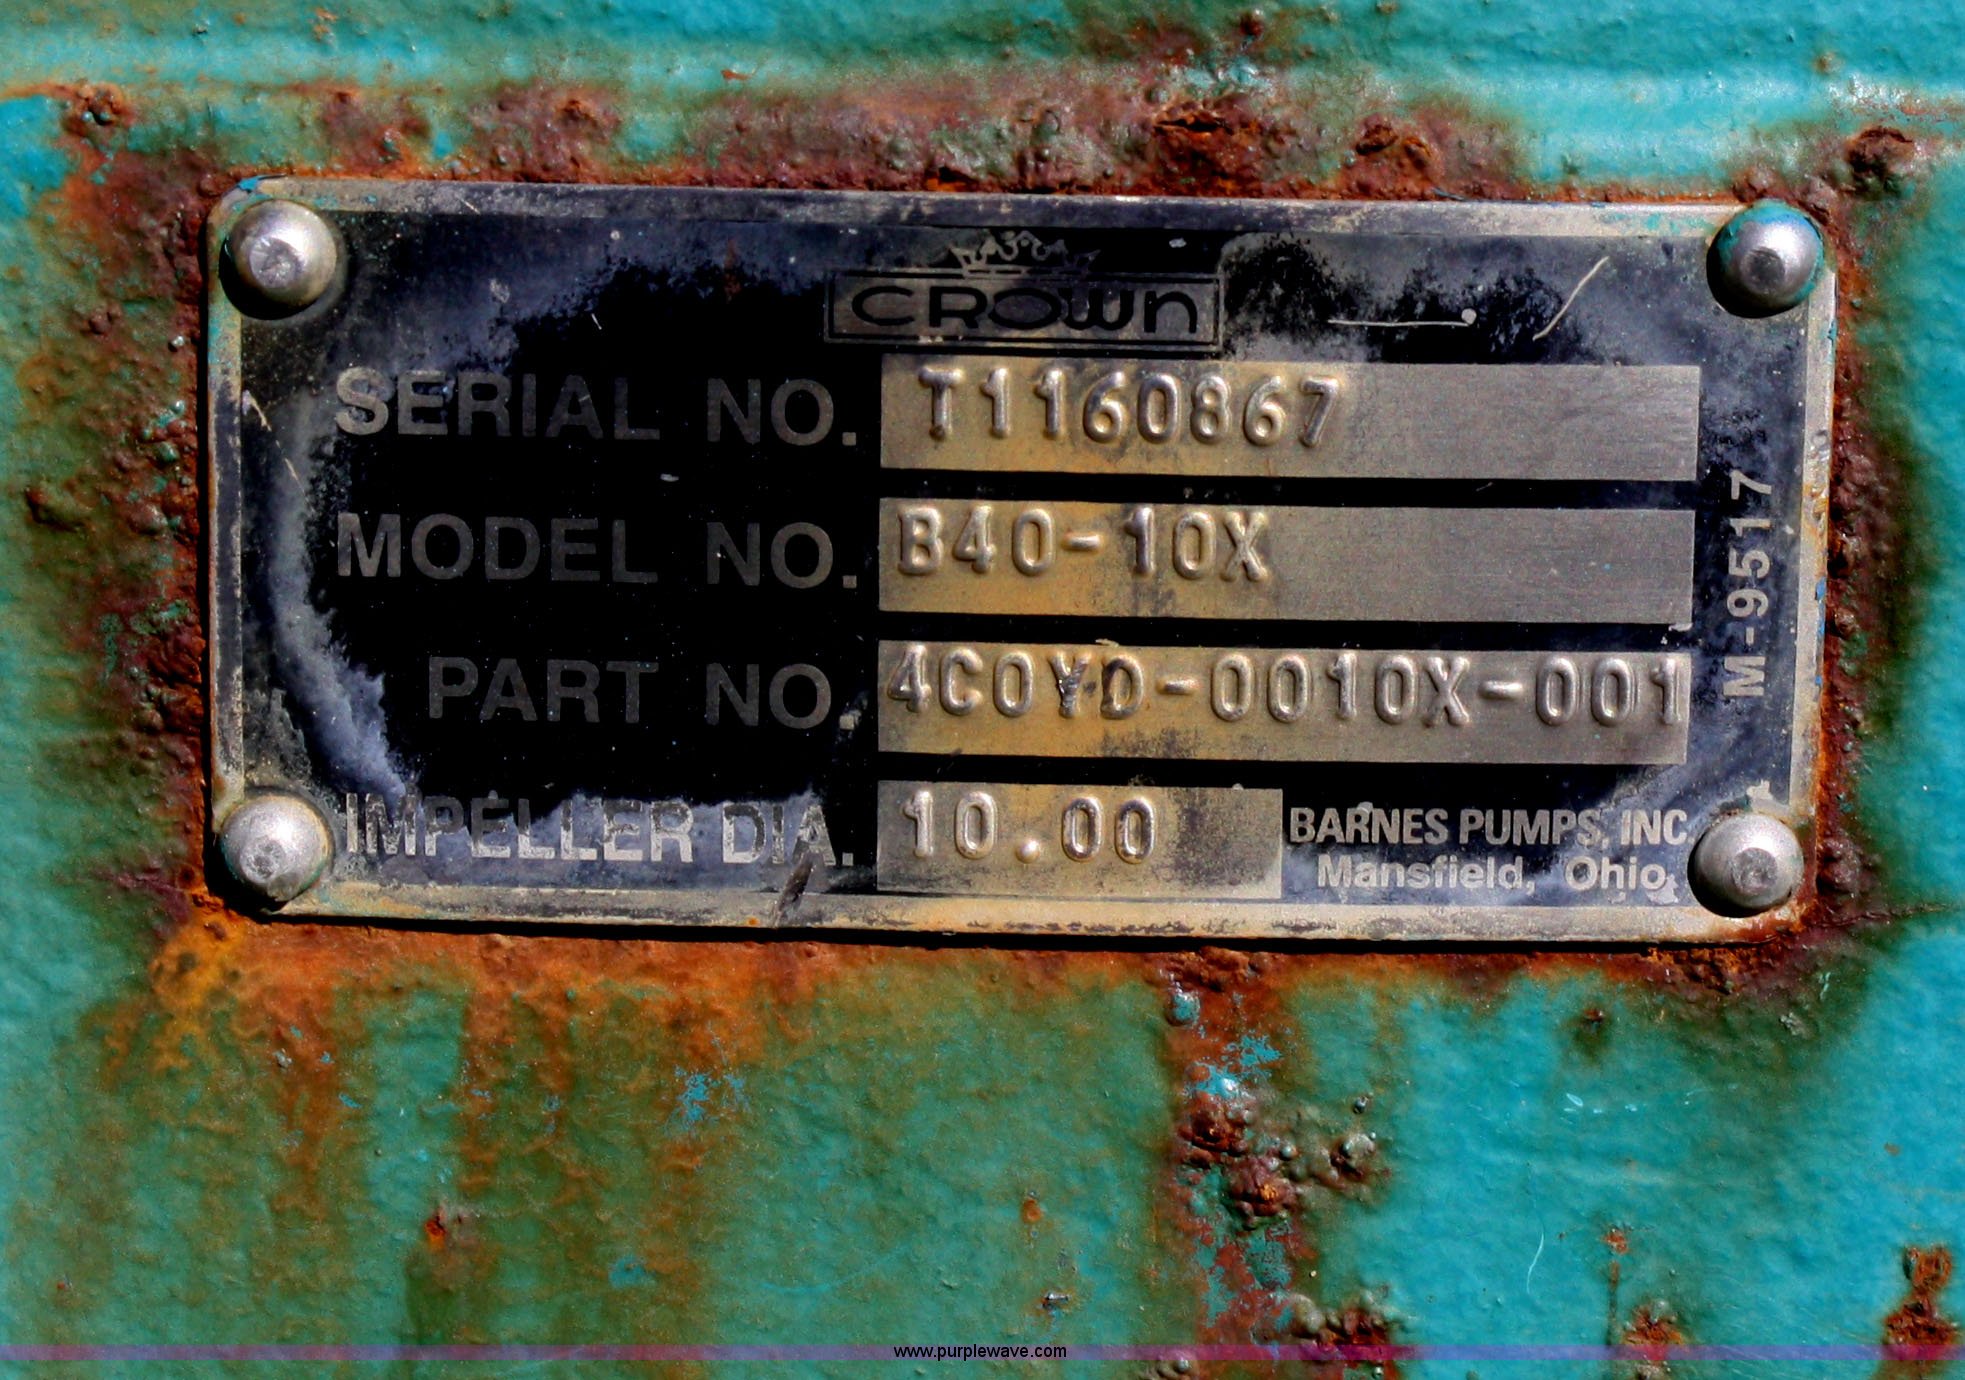 CROWN
SERIAL NO. T1160867
MODEL NO. B40-10X
PART NO. 4C0YD-0010X-001
IMPELLER DIA. 10.00
BARNES PUMPS, INC
Mansfield, Ohio
M-9517
www.purplewave.com